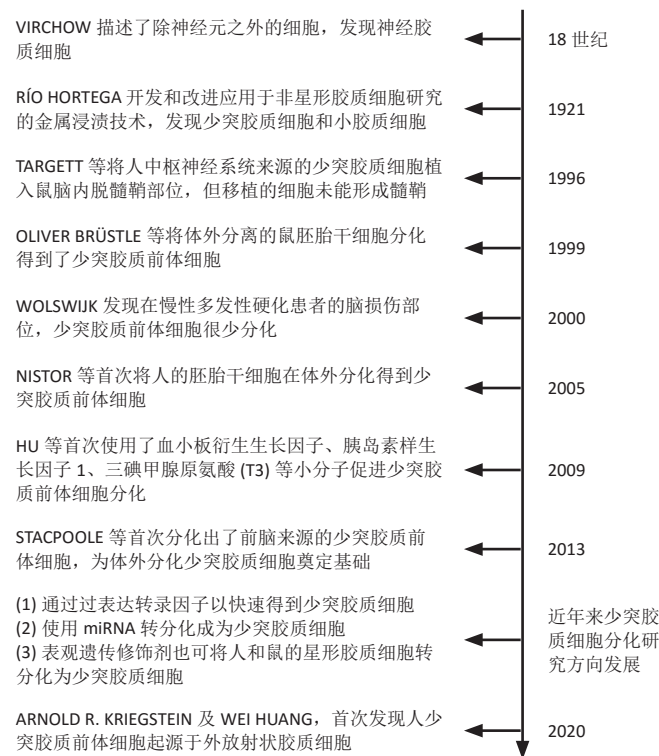 VIRCHOW 描述了除神经元之外的细胞，发现神经胶
质细胞
18 世纪
RÍO HORTEGA 开发和改进应用于非星形胶质细胞研究
的金属浸渍技术，发现少突胶质细胞和小胶质细胞
1921
TARGETT 等将人中枢神经系统来源的少突胶质细胞植
入鼠脑内脱髓鞘部位，但移植的细胞未能形成髓鞘
1996
OLIVER BRÜSTLE 等将体外分离的鼠胚胎干细胞分化
得到了少突胶质前体细胞
1999
WOLSWIJK 发现在慢性多发性硬化患者的脑损伤部
位，少突胶质前体细胞很少分化
2000
NISTOR 等首次将人的胚胎干细胞在体外分化得到少
突胶质前体细胞
2005
HU 等首次使用了血小板衍生生长因子、胰岛素样生
长因子 1、三碘甲腺原氨酸 (T3) 等小分子促进少突胶
质前体细胞分化
2009
STACPOOLE 等首次分化出了前脑来源的少突胶质前
体细胞，为体外分化少突胶质细胞奠定基础
2013
(1) 通过过表达转录因子以快速得到少突胶质细胞
(2) 使用 miRNA 转分化成为少突胶质细胞
(3) 表观遗传修饰剂也可将人和鼠的星形胶质细胞转
分化为少突胶质细胞
近年来少突胶
质细胞分化研
究方向发展
ARNOLD R. KRIEGSTEIN 及 WEI HUANG，首次发现人少
突胶质前体细胞起源于外放射状胶质细胞
2020